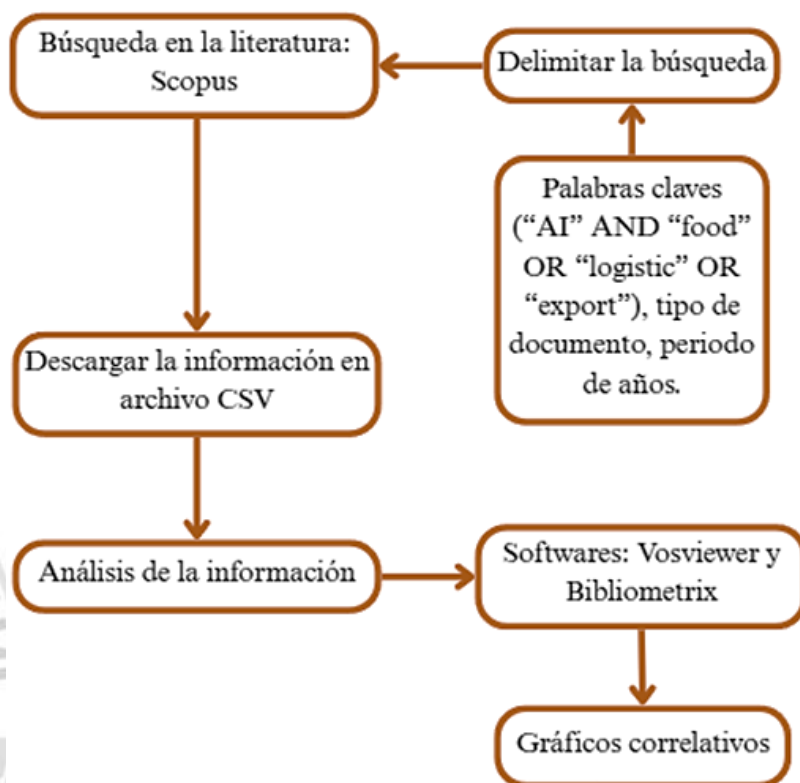 Búsqueda en la literatura:
Scopus
Delimitar la búsqueda
Palabras claves
(“AI” AND “food”
OR “logistic” OR
“export”), tipo de
documento, periodo
de años.
Descargar la información en
archivo CSV
Análisis de la información
Softwares: Vosviewer y
Bibliometrix
Gráficos correlativos